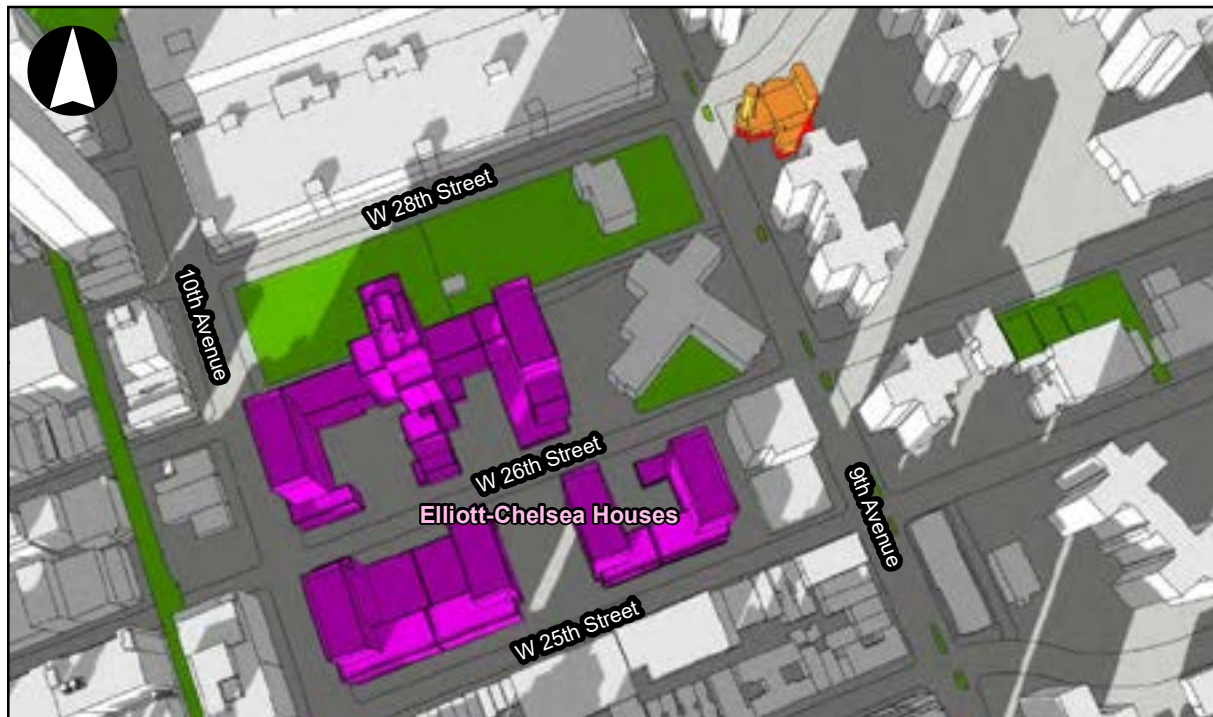 W 28th Street
10th Avenue
W 26th Street
Elliott-Chelsea Houses
9th Avenue
W 25th Street